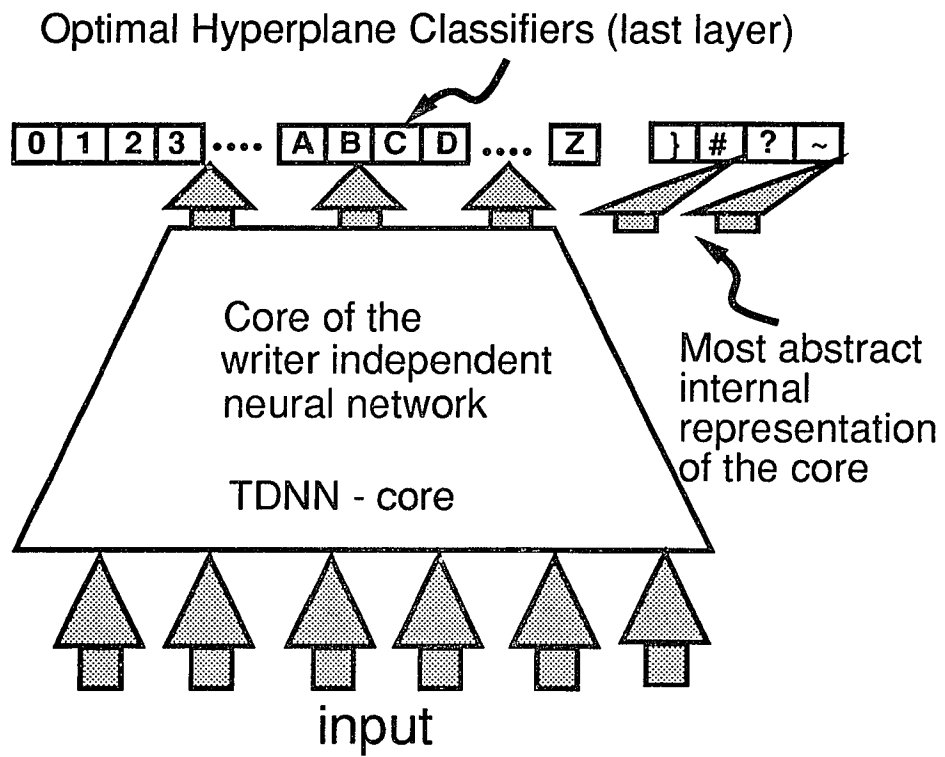 Optimal Hyperplane Classifiers (last layer)
0 1 2 3 .... A B C D .... Z } # ? ~
Core of the
writer independent
neural network
TDNN - core
Most abstract
internal
representation
of the core
input